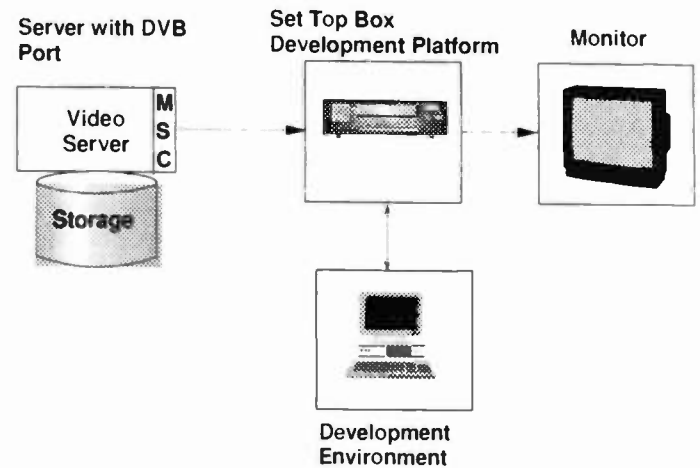 Server with DVB
Port
Set Top Box
Development Platform
Monitor
Video
Server
M
S
C
Storage
Development
Environment